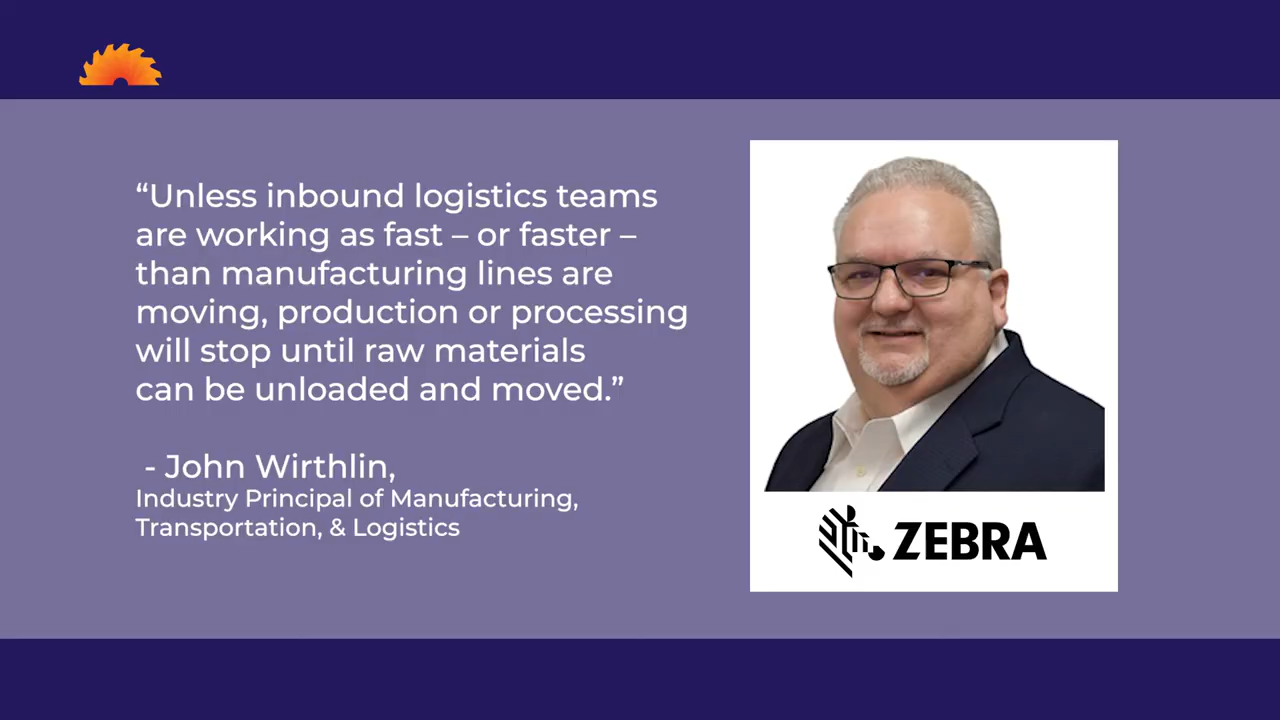 “Unless inbound logistics teams
are working as fast – or faster –
than manufacturing lines are
moving, production or processing
will stop until raw materials
can be unloaded and moved.”
- John Wirthlin,
Industry Principal of Manufacturing,
Transportation, & Logistics
ZEBRA